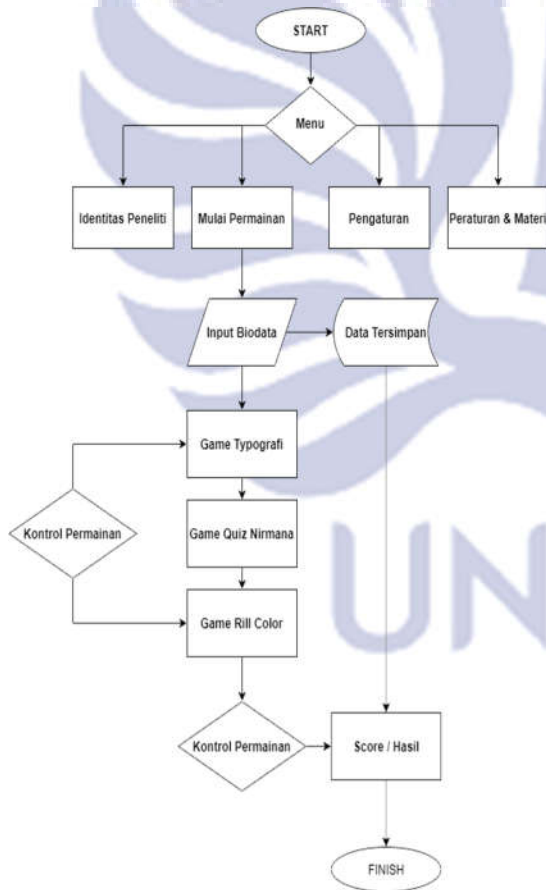 START
Menu
Identitas Peneliti
Mulai Permainan
Pengaturan
Peraturan & Materi
Input Biodata
Data Tersimpan
Game Typografi
Kontrol Permainan
Game Quiz Nirmana
Game Rill Color
Kontrol Permainan
Score / Hasil
FINISH
UN